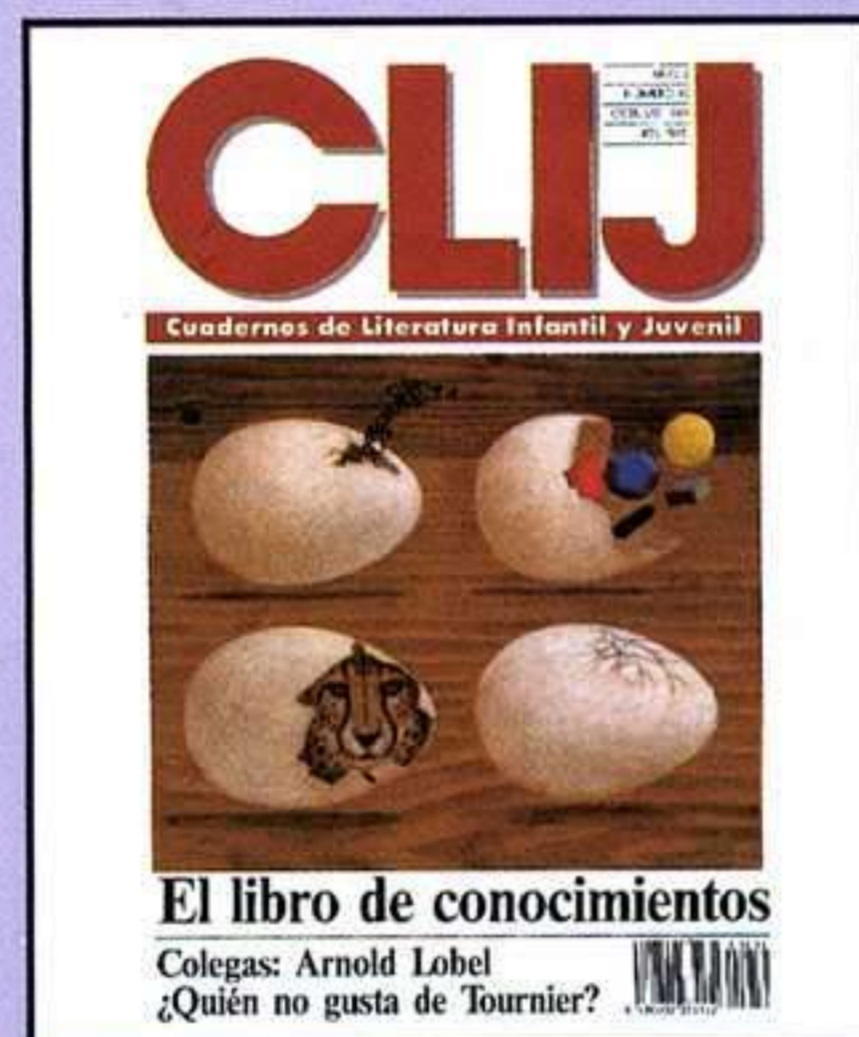 CLIJ
Cuadernos de Literatura Infantil y Juvenil
El libro de conocimientos
Colegas: Arnold Lobel
¿Quién no gusta de Tournier?